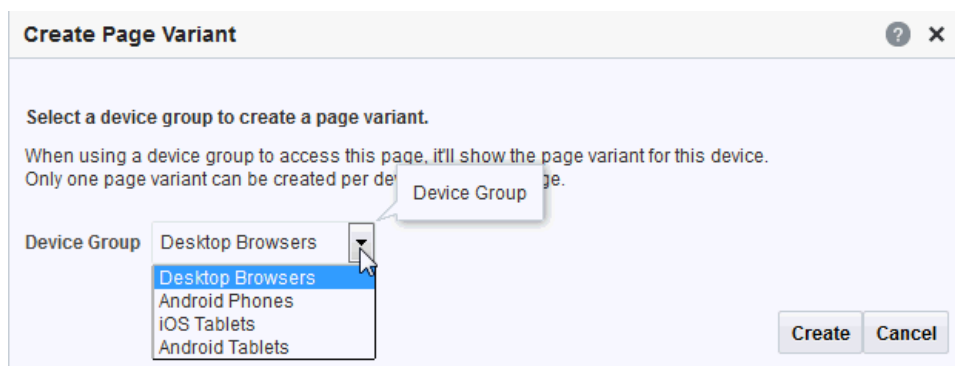 Create Page Variant
?
Select a device group to create a page variant.
When using a device group to access this page, it'll show the page variant for this device.
Only one page variant can be created per
Device Group
Device Group Desktop Browsers
Desktop Browsers
Android Phones
iOS Tablets
Android Tablets
Create Cancel